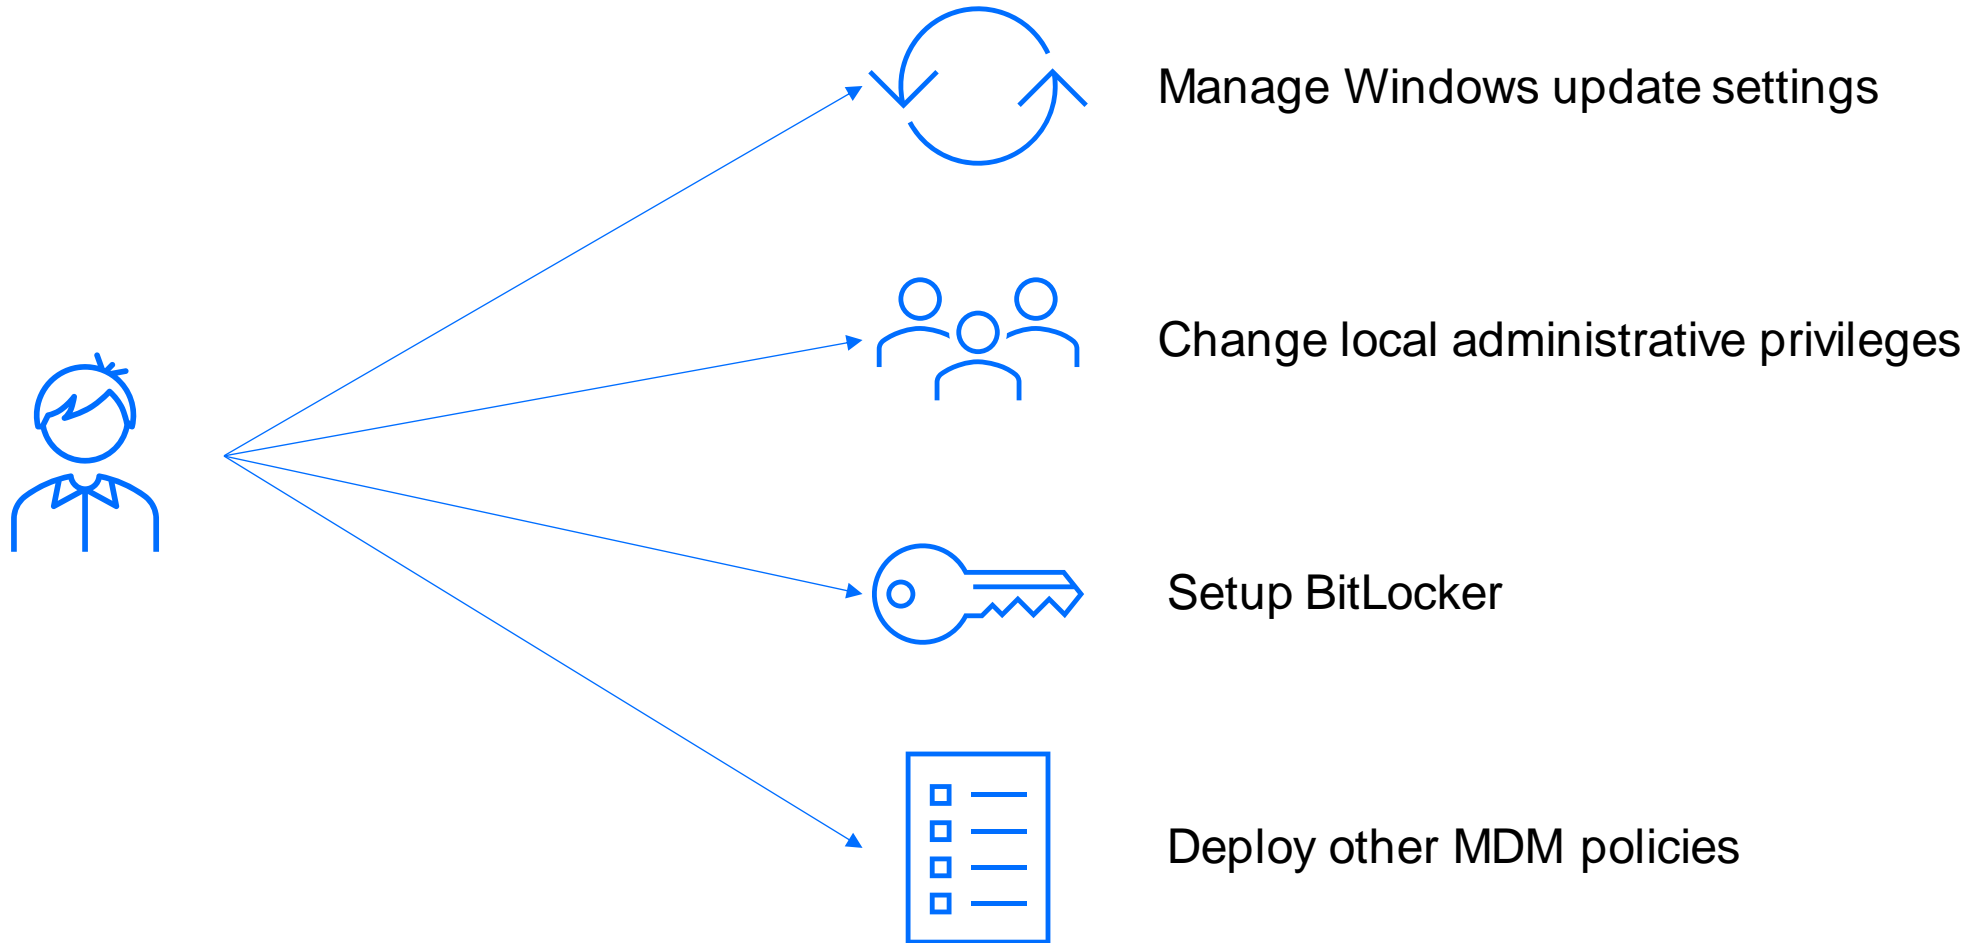 Manage Windows update settings
Change local administrative privileges
Setup BitLocker
Deploy other MDM policies